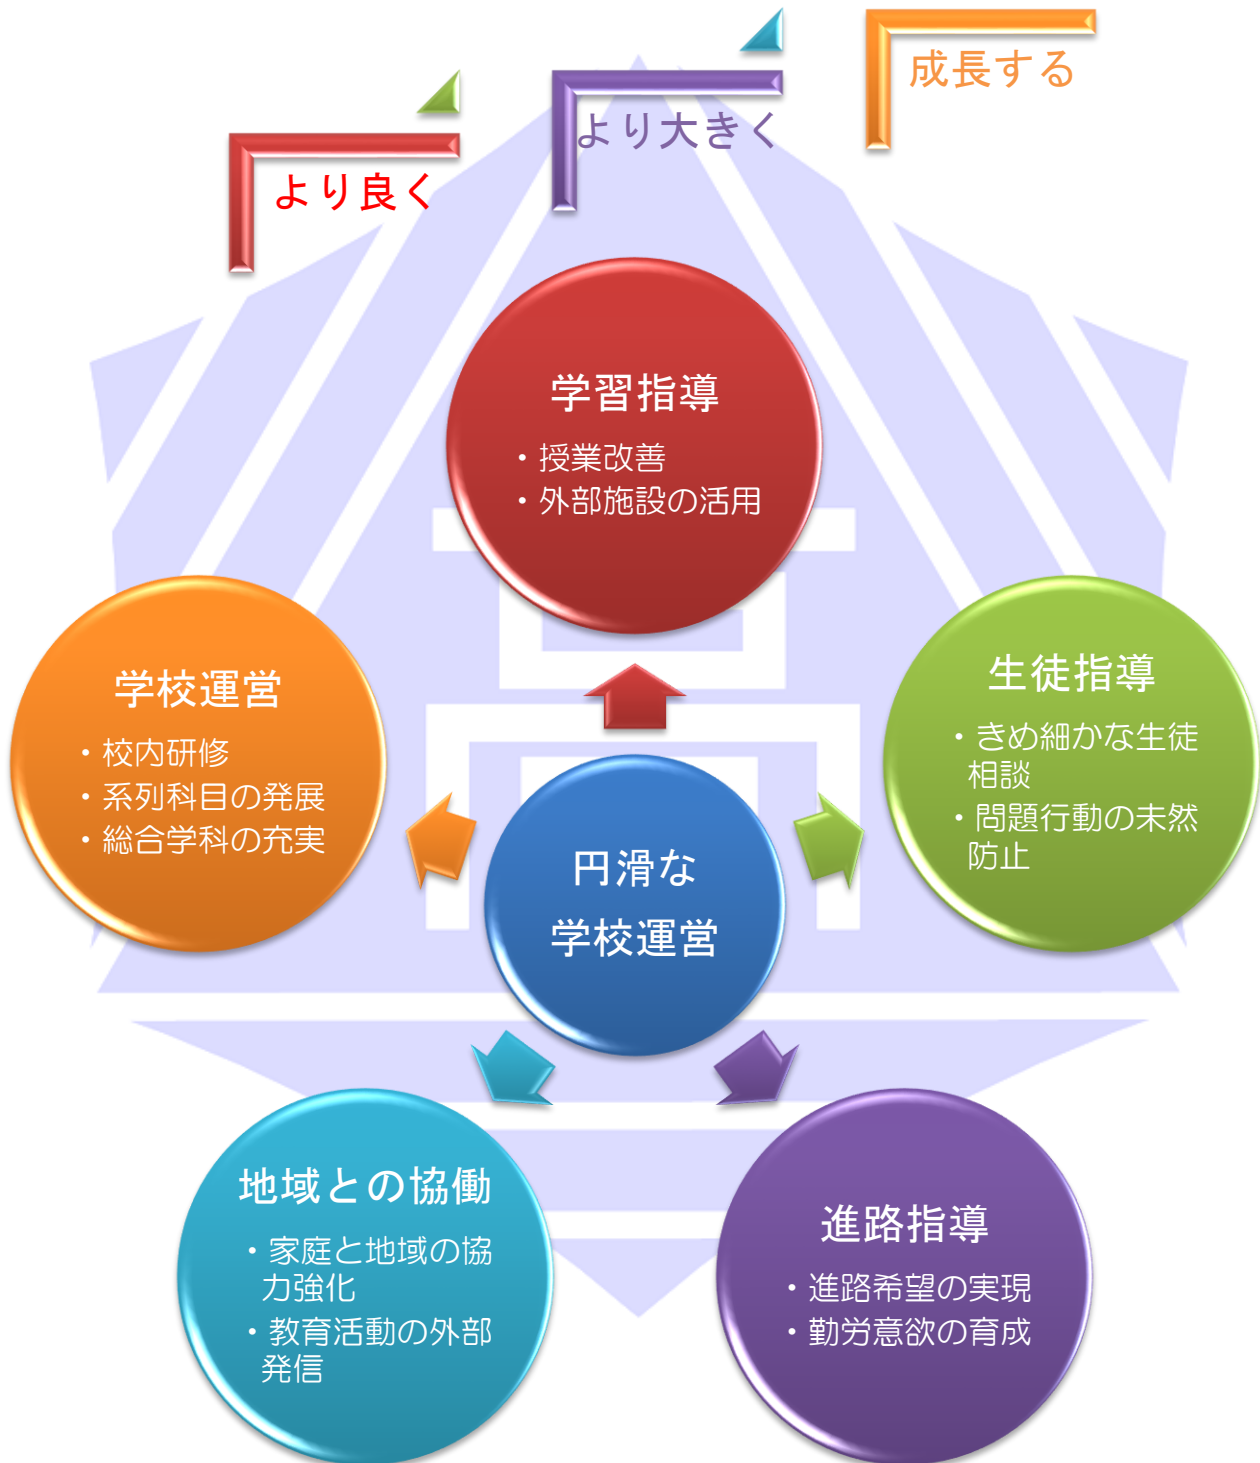 成長する
より大きく
より良く
学習指導
・授業改善
・外部施設の活用
学校運営
・校内研修
・系列科目の発展
・総合学科の充実
生徒指導
・きめ細かな生徒
相談
・問題行動の未然
防止
円滑な
学校運営
地域との協働
・家庭と地域の協
力強化
・教育活動の外部
発信
進路指導
・進路希望の実現
・勤労意欲の育成